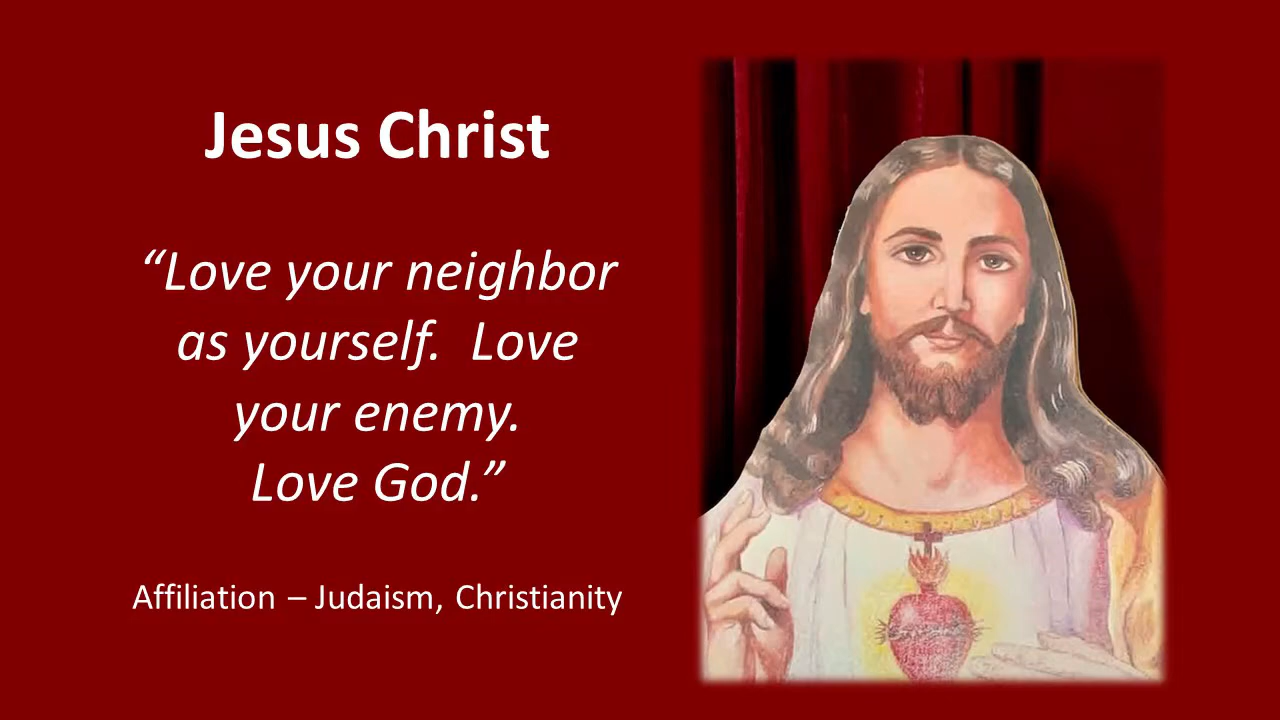 Jesus Christ
“Love your neighbor
as yourself.  Love
your enemy.
Love God.”
Affiliation – Judaism, Christianity